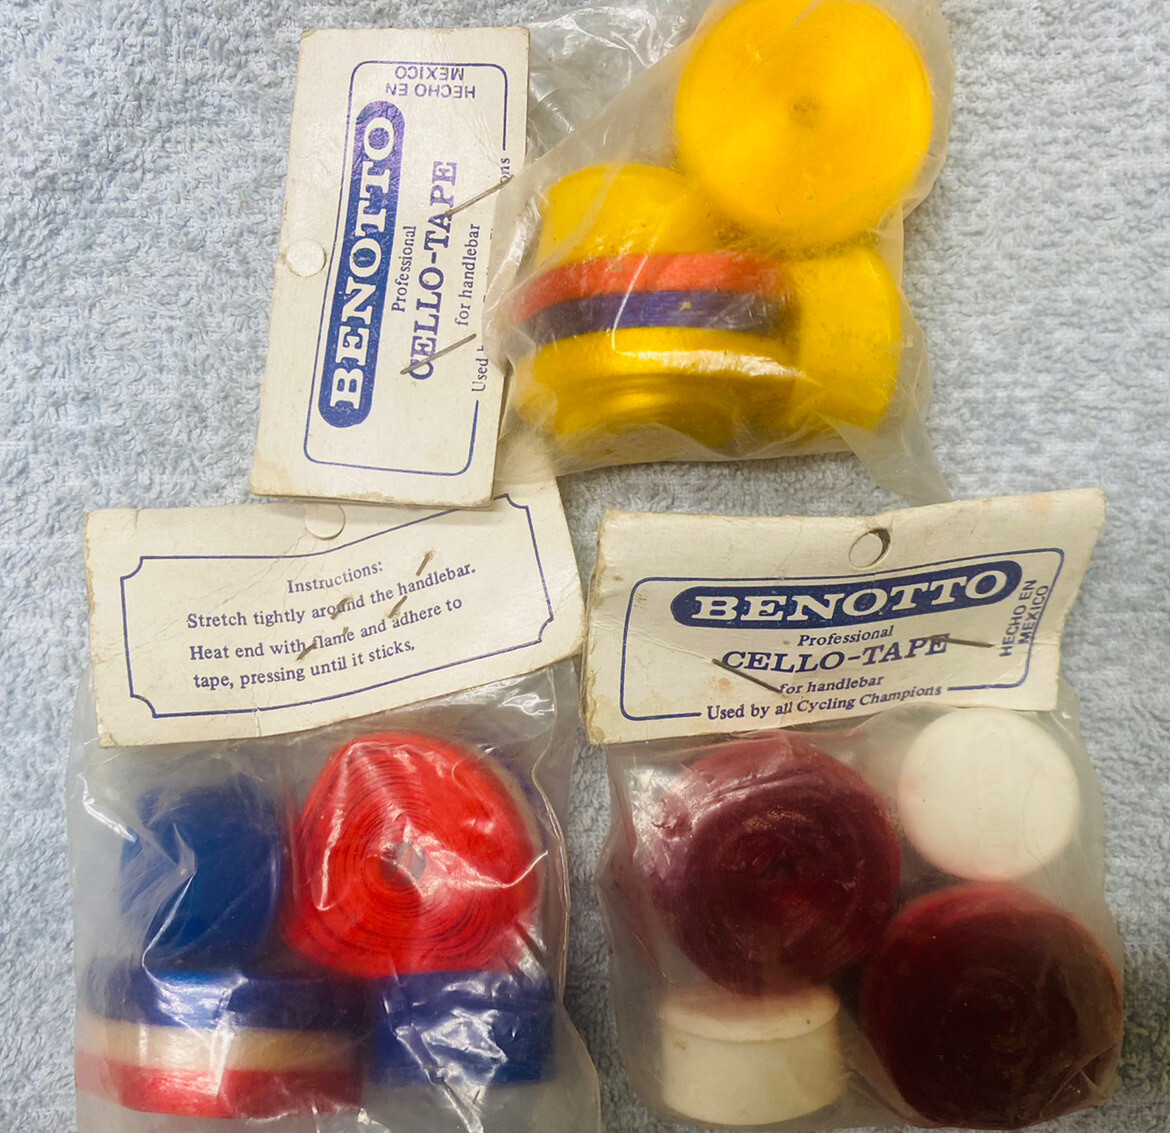 HECHO EN
MEXICO
BENOTTO
Professional
CELLO-TAPE
for handlebar
Used
ons
Instructions:
Stretch tightly around the handlebar.
Heat end with flame and adhere to
tape, pressing until it sticks.
BENOTTO
Professional
CELLO-TAPE
for handlebar
Used by all Cycling Champions
HECHO EN
MEXICO